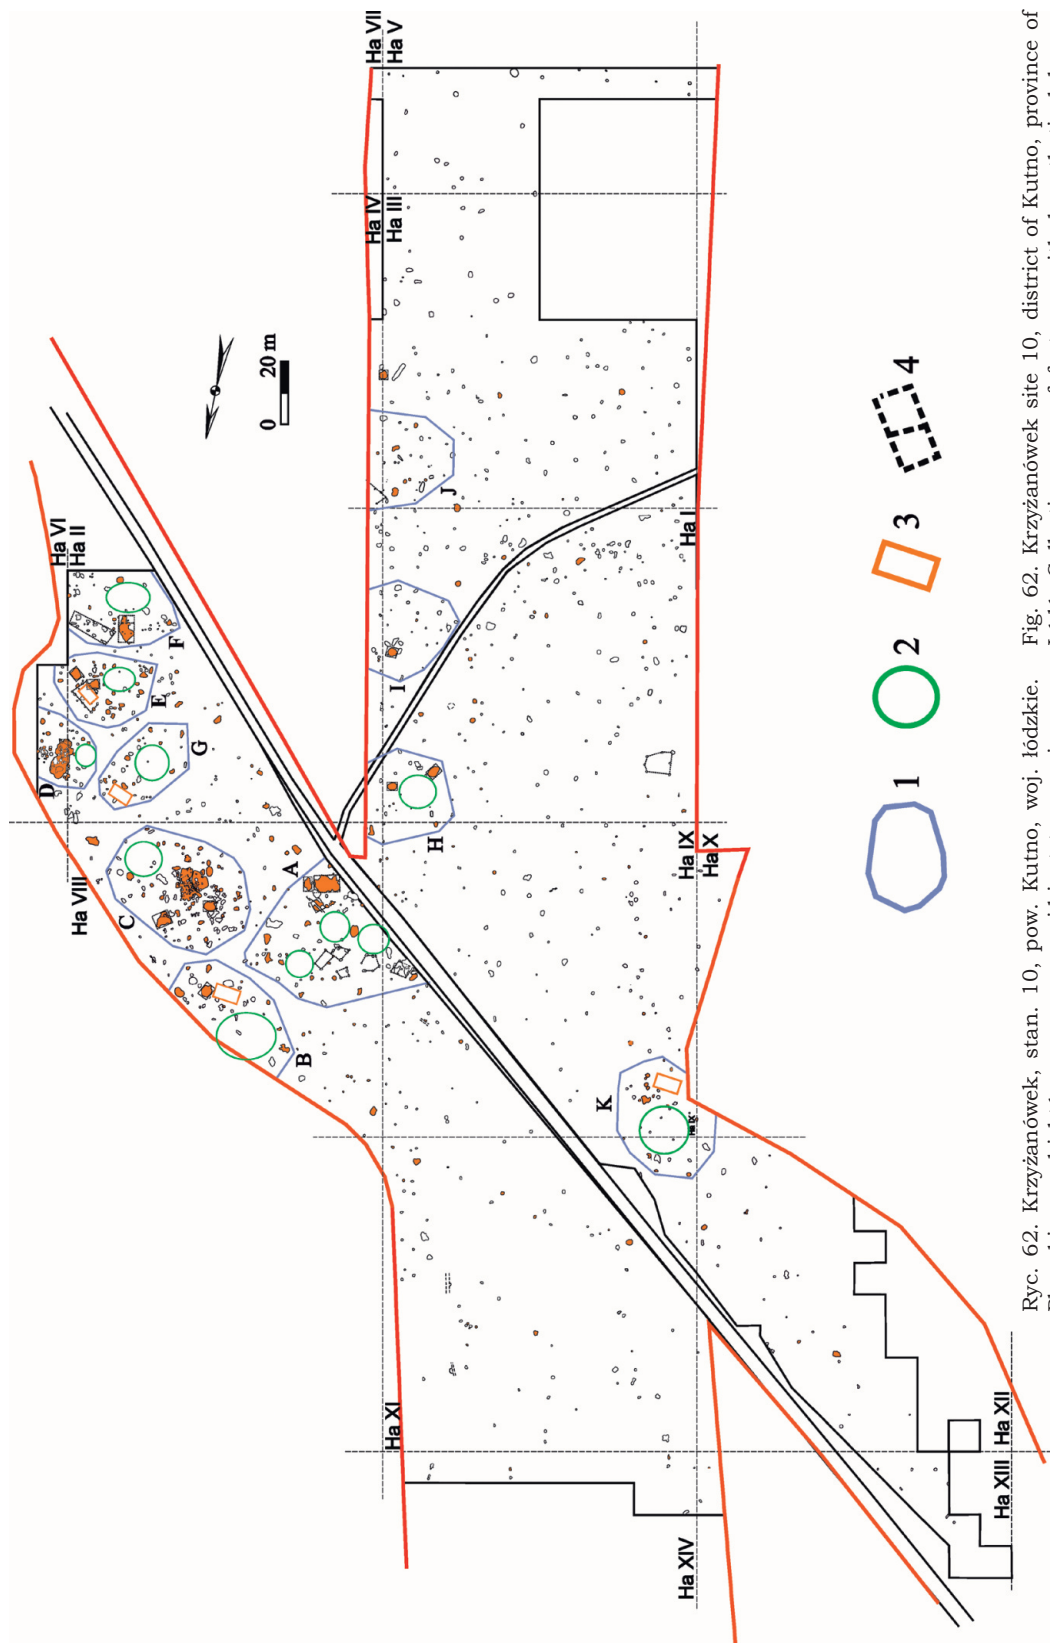 Ha VII
Ha V
Ha IV
Ha III
Ha VI
Ha II
0 20 m
J
F
E
I
G
D
Ha I
H
Ha VIII
C
A
Ha IX
Ha X
B
K
Ha IX
Ha XI
Ha XII
Ha XIII
Ha XIV
1
2
3
4
Ryc. 62. Krzyżanówek, stan. 10, pow. Kutno, woj. łódzkie.
Fig. 62. Krzyżanówek site 10, district of Kutno, province of